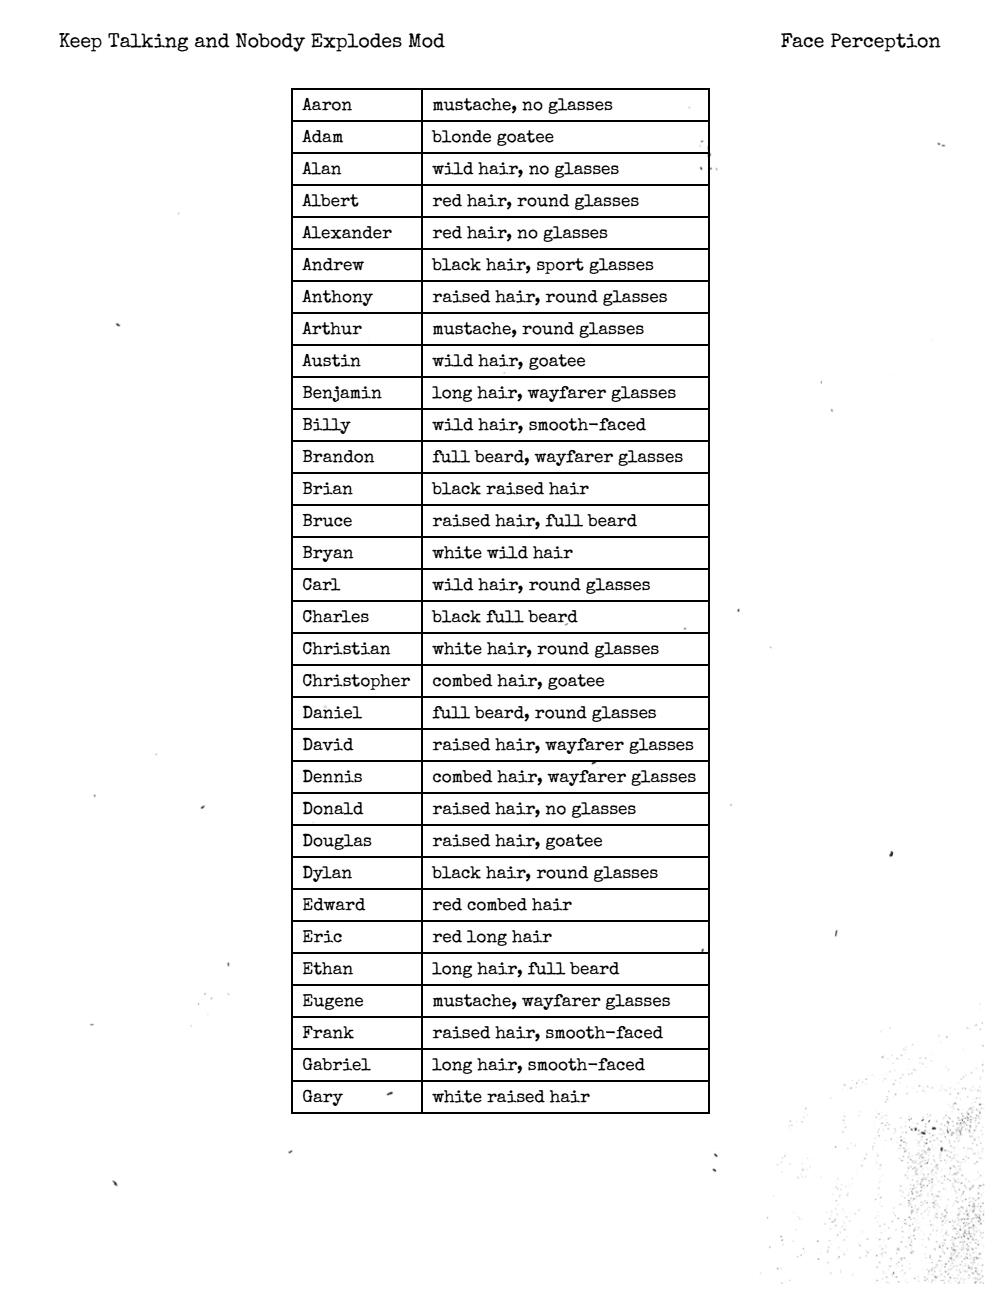 Keep Talking and Nobody Explodes Mod Face Perception
Aaron mustache, no glasses
Adam blonde goatee
Alan wild hair, no glasses
Albert red hair, round glasses
Alexander red hair, no glasses
Andrew black hair, sport glasses
Anthony raised hair, round glasses
Arthur mustache, round glasses
Austin wild hair, goatee
Benjamin long hair, wayfarer glasses
Billy wild hair, smooth-faced
Brandon full beard, wayfarer glasses
Brian black raised hair
Bruce raised hair, full beard
Bryan white wild hair
Carl wild hair, round glasses
Charles black full beard
Christian white hair, round glasses
Christopher combed hair, goatee
Daniel full beard, round glasses
David raised hair, wayfarer glasses
Dennis combed hair, wayfarer glasses
Donald raised hair, no glasses
Douglas raised hair, goatee
Dylan black hair, round glasses
Edward red combed hair
Eric red long hair
Ethan long hair, full beard
Eugene mustache, wayfarer glasses
Frank raised hair, smooth-faced
Gabriel long hair, smooth-faced
Gary white raised hair